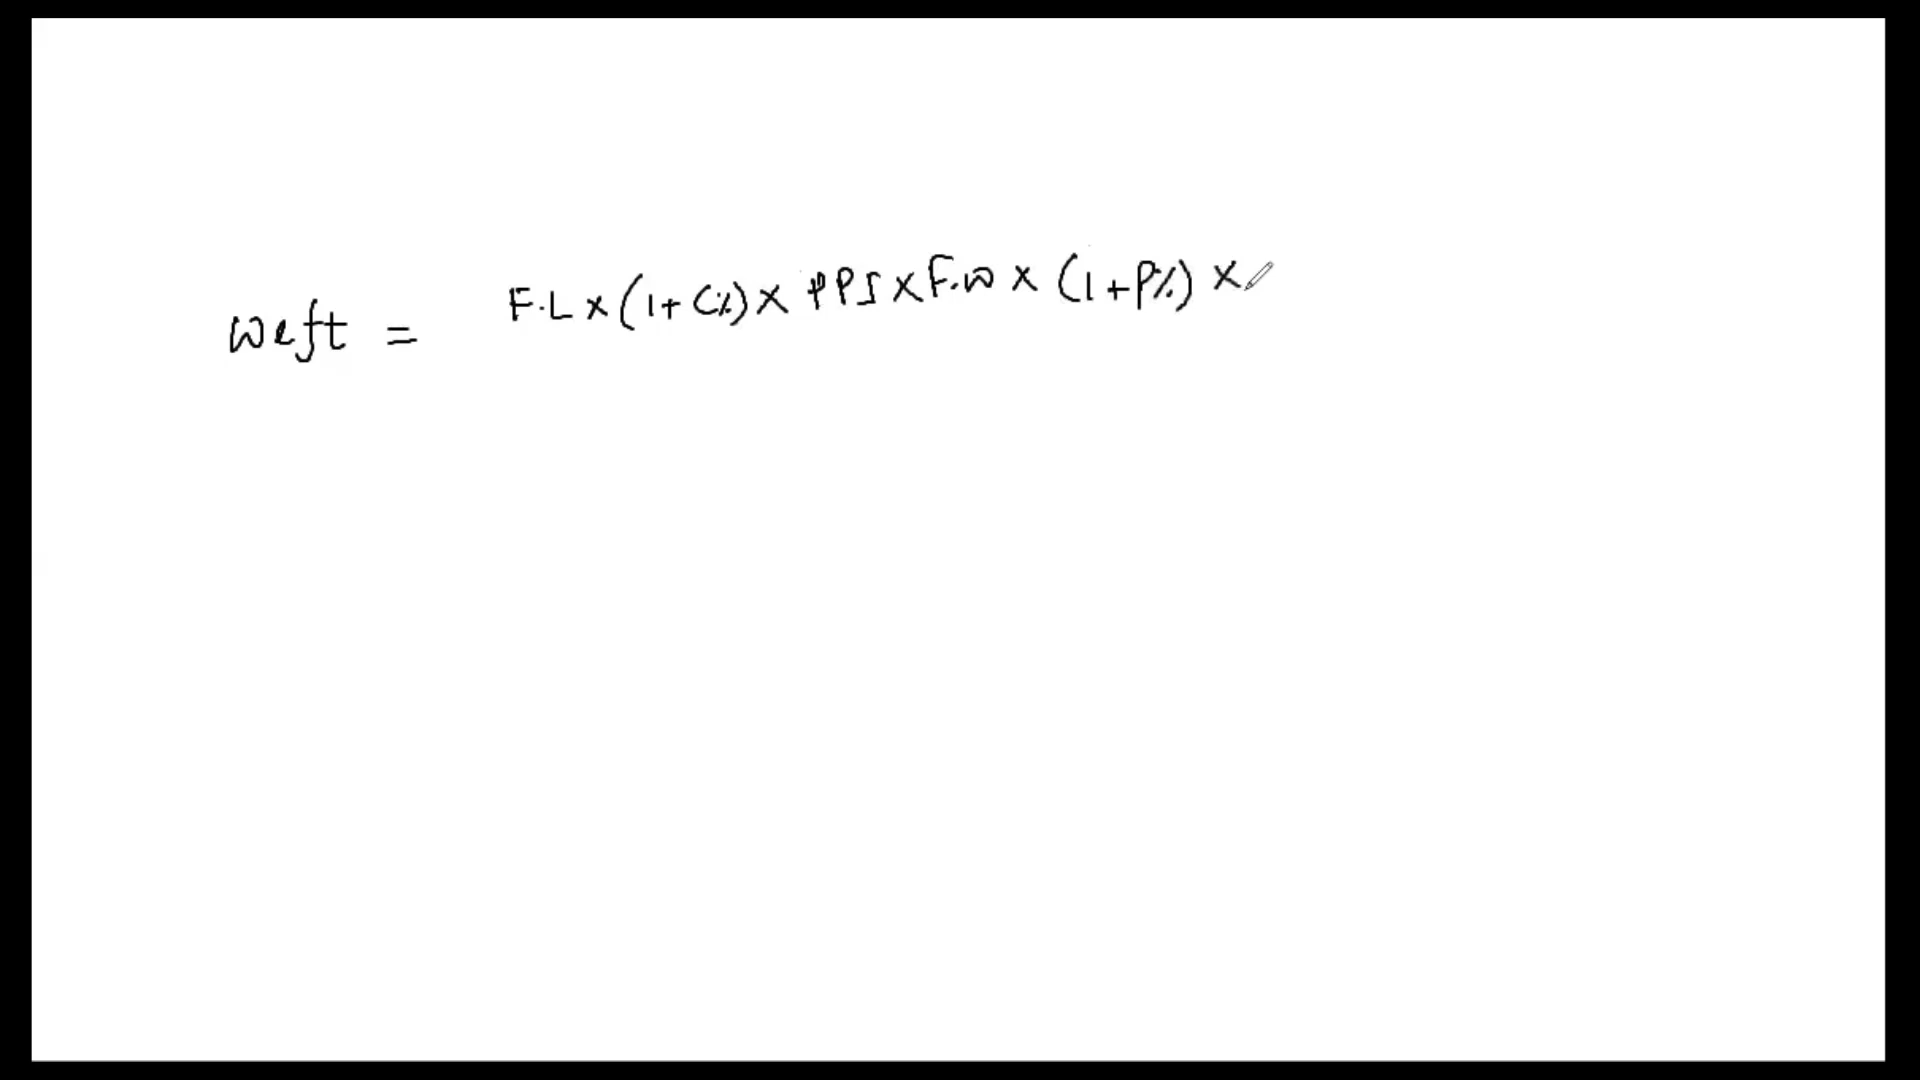 weft = F.L x (1+C%) x PPI x F.W x (1+P%) x